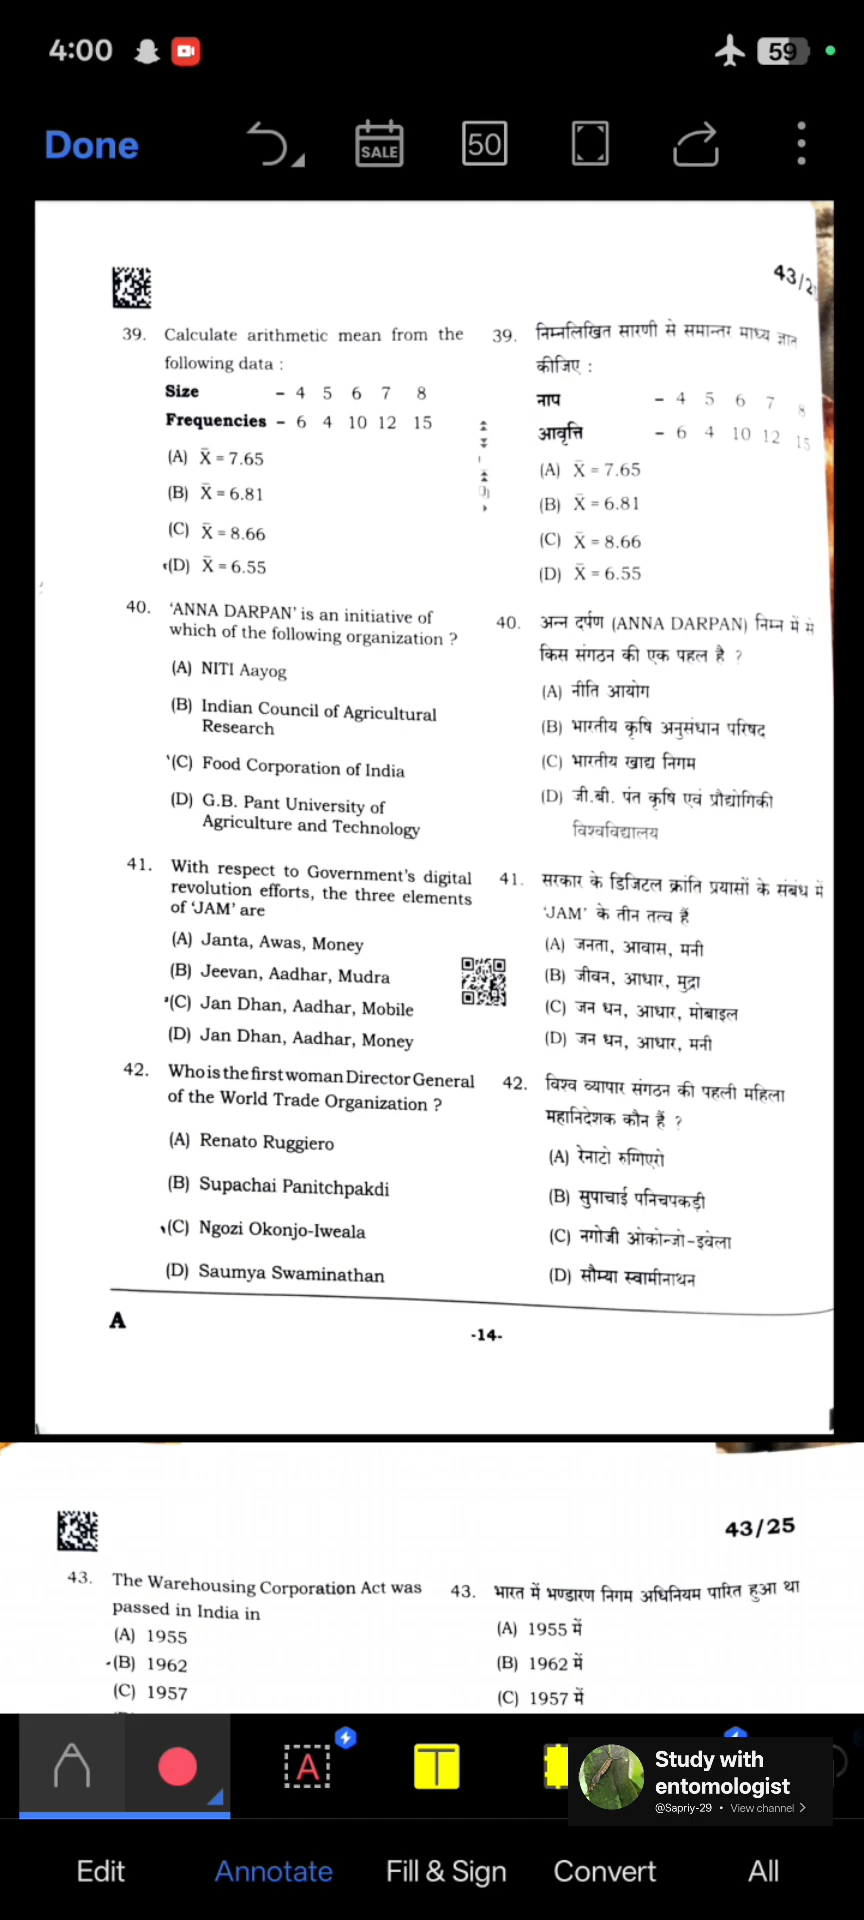 4:00
59
Done
SALE
50
39. Calculate arithmetic mean from the
following data :
Size - 4 5 6 7 8
Frequencies - 6 4 10 12 15
(A) X̄ = 7.65
(B) X̄ = 6.81
(C) X̄ = 8.66
(D) X̄ = 6.55
40. 'ANNA DARPAN' is an initiative of
which of the following organization ?
(A) NITI Aayog
(B) Indian Council of Agricultural
Research
(C) Food Corporation of India
(D) G.B. Pant University of
Agriculture and Technology
41. With respect to Government's digital
revolution efforts, the three elements
of 'JAM' are
(A) Janta, Awas, Money
(B) Jeevan, Aadhar, Mudra
(C) Jan Dhan, Aadhar, Mobile
(D) Jan Dhan, Aadhar, Money
42. Who is the first woman Director General
of the World Trade Organization ?
(A) Renato Ruggiero
(B) Supachai Panitchpakdi
(C) Ngozi Okonjo-Iweala
(D) Saumya Swaminathan
39. निम्नलिखित सारणी से समान्तर माध्य ज्ञात
कीजिए :
नाप - 4 5 6 7 8
आवृत्ति - 6 4 10 12 15
(A) X̄ = 7.65
(B) X̄ = 6.81
(C) X̄ = 8.66
(D) X̄ = 6.55
40. अन्न दर्पण (ANNA DARPAN) निम्न में से
किस संगठन की एक पहल है ?
(A) नीति आयोग
(B) भारतीय कृषि अनुसंधान परिषद
(C) भारतीय खाद्य निगम
(D) जी.बी. पंत कृषि एवं प्रौद्योगिकी
विश्वविद्यालय
41. सरकार के डिजिटल क्रांति प्रयासों के संबंध में
'JAM' के तीन तत्व हैं
(A) जनता, आवास, मनी
(B) जीवन, आधार, मुद्रा
(C) जन धन, आधार, मोबाइल
(D) जन धन, आधार, मनी
42. विश्व व्यापार संगठन की पहली महिला
महानिदेशक कौन हैं ?
(A) रेनाटो रुग्गिएरो
(B) सुपाचाई पनिचपकड़ी
(C) नगोजी ओकोन्जो-इवेला
(D) सौम्या स्वामीनाथन
A
-14-
43/25
43. The Warehousing Corporation Act was
passed in India in
(A) 1955
(B) 1962
(C) 1957
43. भारत में भण्डारण निगम अधिनियम पारित हुआ था
(A) 1955 में
(B) 1962 में
(C) 1957 में
A
T
Study with
entomologist
@Sapriy-29 • View channel >
Edit
Annotate
Fill & Sign
Convert
All